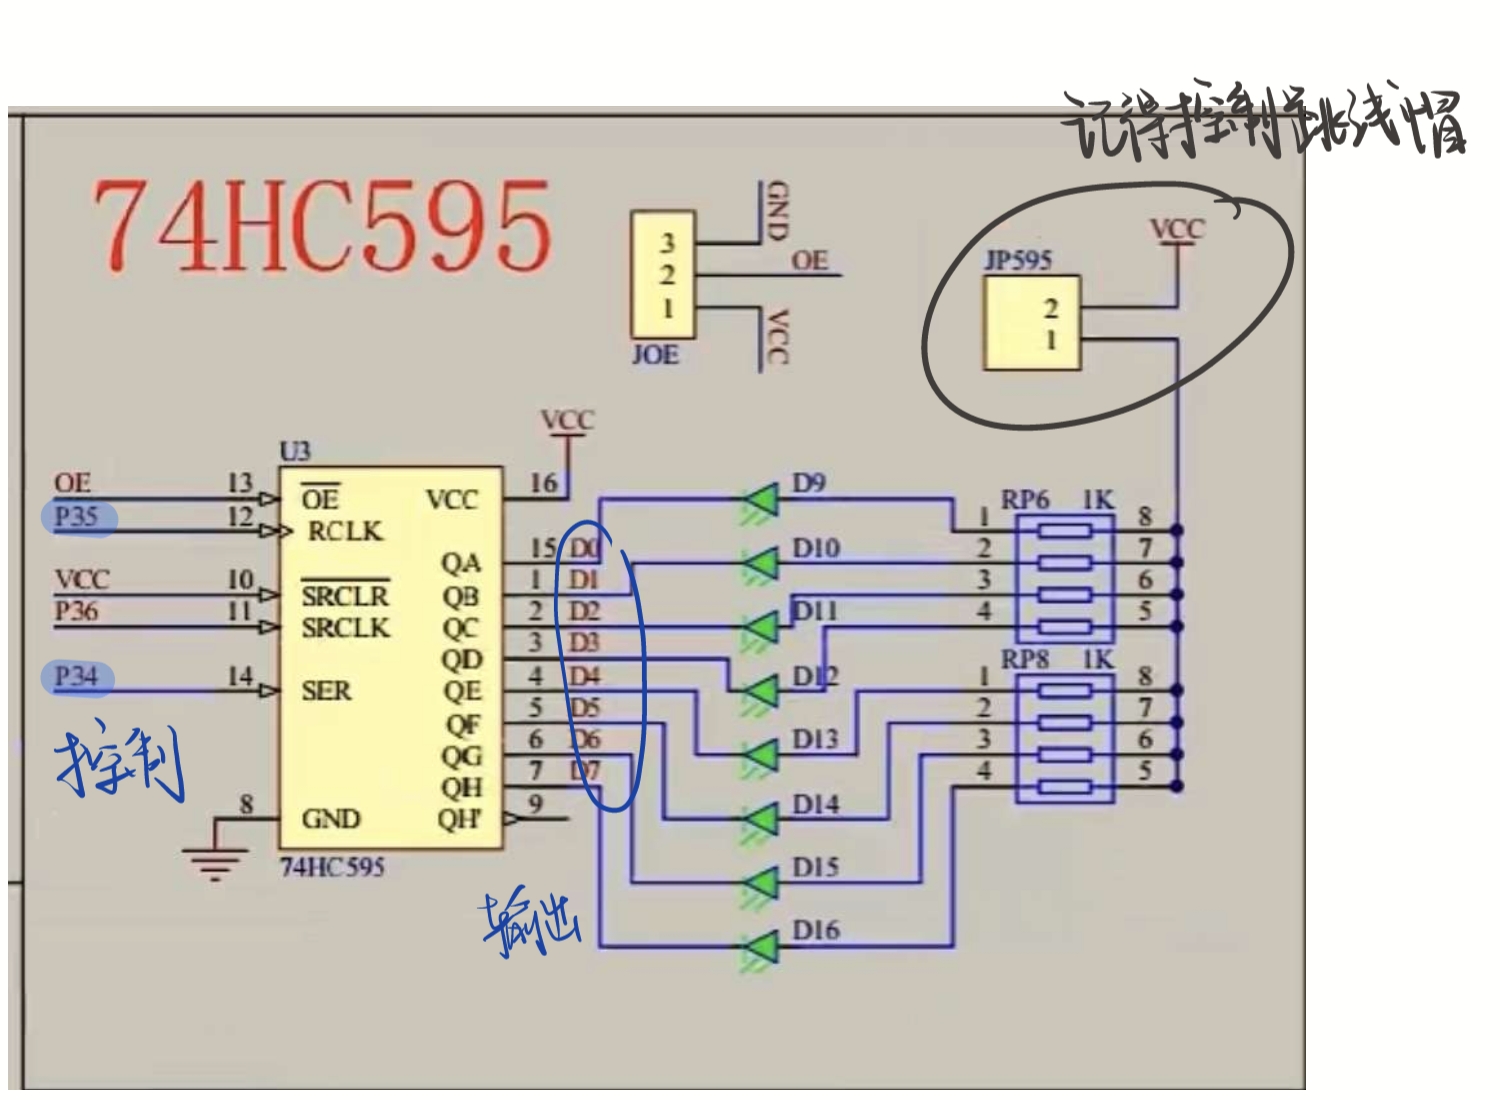 记得控制跳线帽
74HC595
3
2
1
GND
OE
VCC
JOE
JP595
VCC
2
1
U3
VCC
OE 13 OE VCC 16
P35 12 RCLK
QA 15 D0
VCC 10 SRCLR QB 1 D1
P36 11 SRCLK QC 2 D2
QD 3 D3
P34 14 SER QE 4 D4
QF 5 D5
QG 6 D6
QH 7 D7
8 GND QH' 9
74HC595
控制
输出
D9
D10
D11
D12
D13
D14
D15
D16
RP6 1K
1 8
2 7
3 6
4 5
RP8 1K
1 8
2 7
3 6
4 5